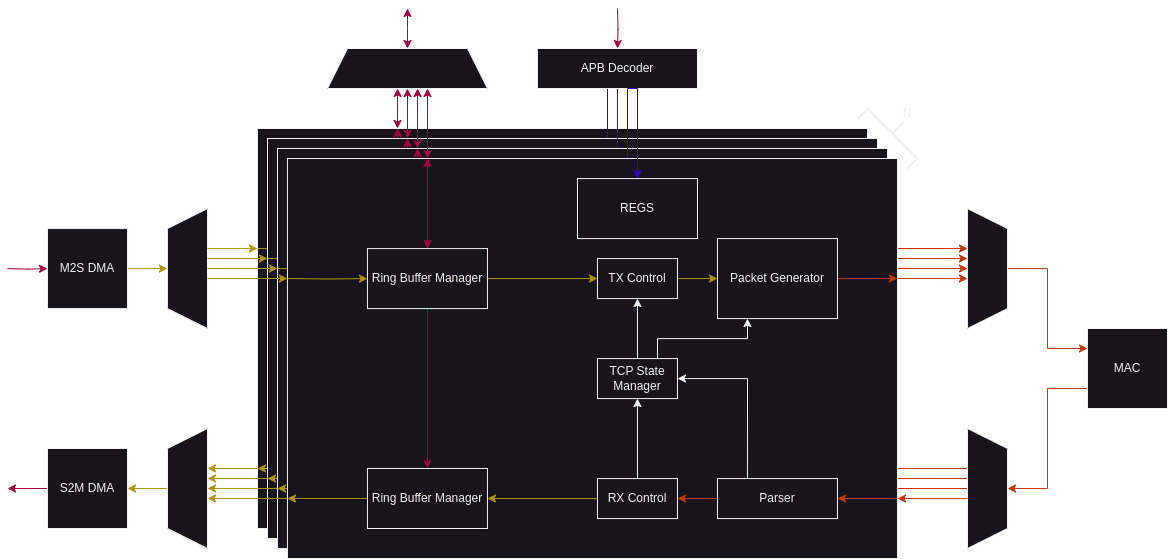 APB Decoder
N
REGS
M2S DMA
Ring Buffer Manager
TX Control
Packet Generator
TCP State
Manager
MAC
S2M DMA
Ring Buffer Manager
RX Control
Parser